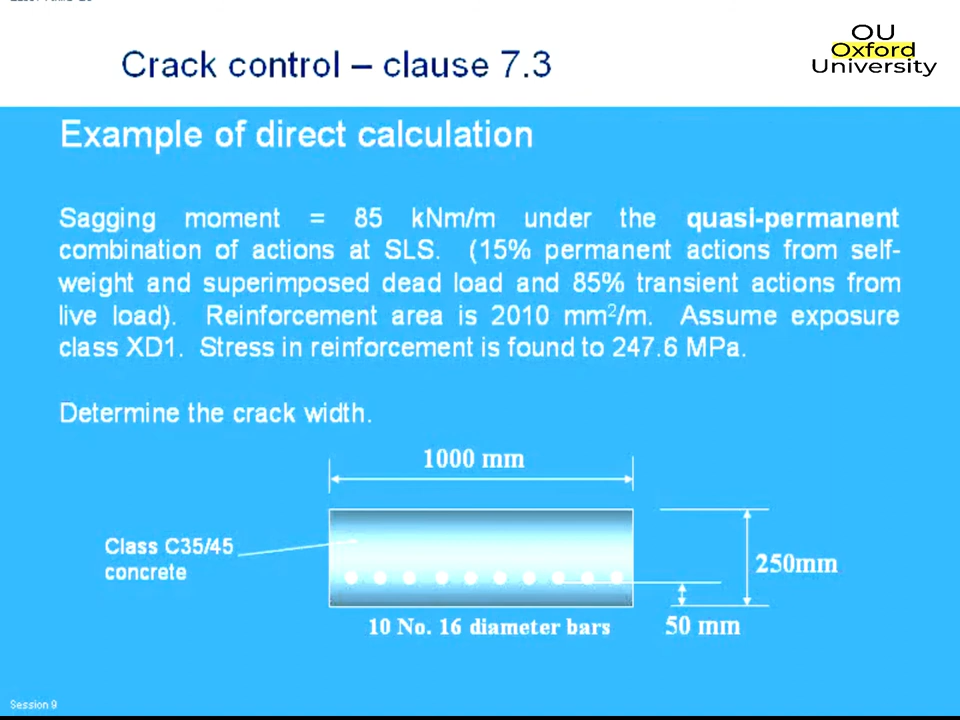 Crack control – clause 7.3
OU
Oxford
University
Example of direct calculation
Sagging moment = 85 kNm/m under the quasi-permanent
combination of actions at SLS. (15% permanent actions from self-
weight and superimposed dead load and 85% transient actions from
live load). Reinforcement area is 2010 mm²/m. Assume exposure
class XD1. Stress in reinforcement is found to 247.6 MPa.
Determine the crack width.
1000 mm
Class C35/45
concrete
250mm
10 No. 16 diameter bars
50 mm
Session 9